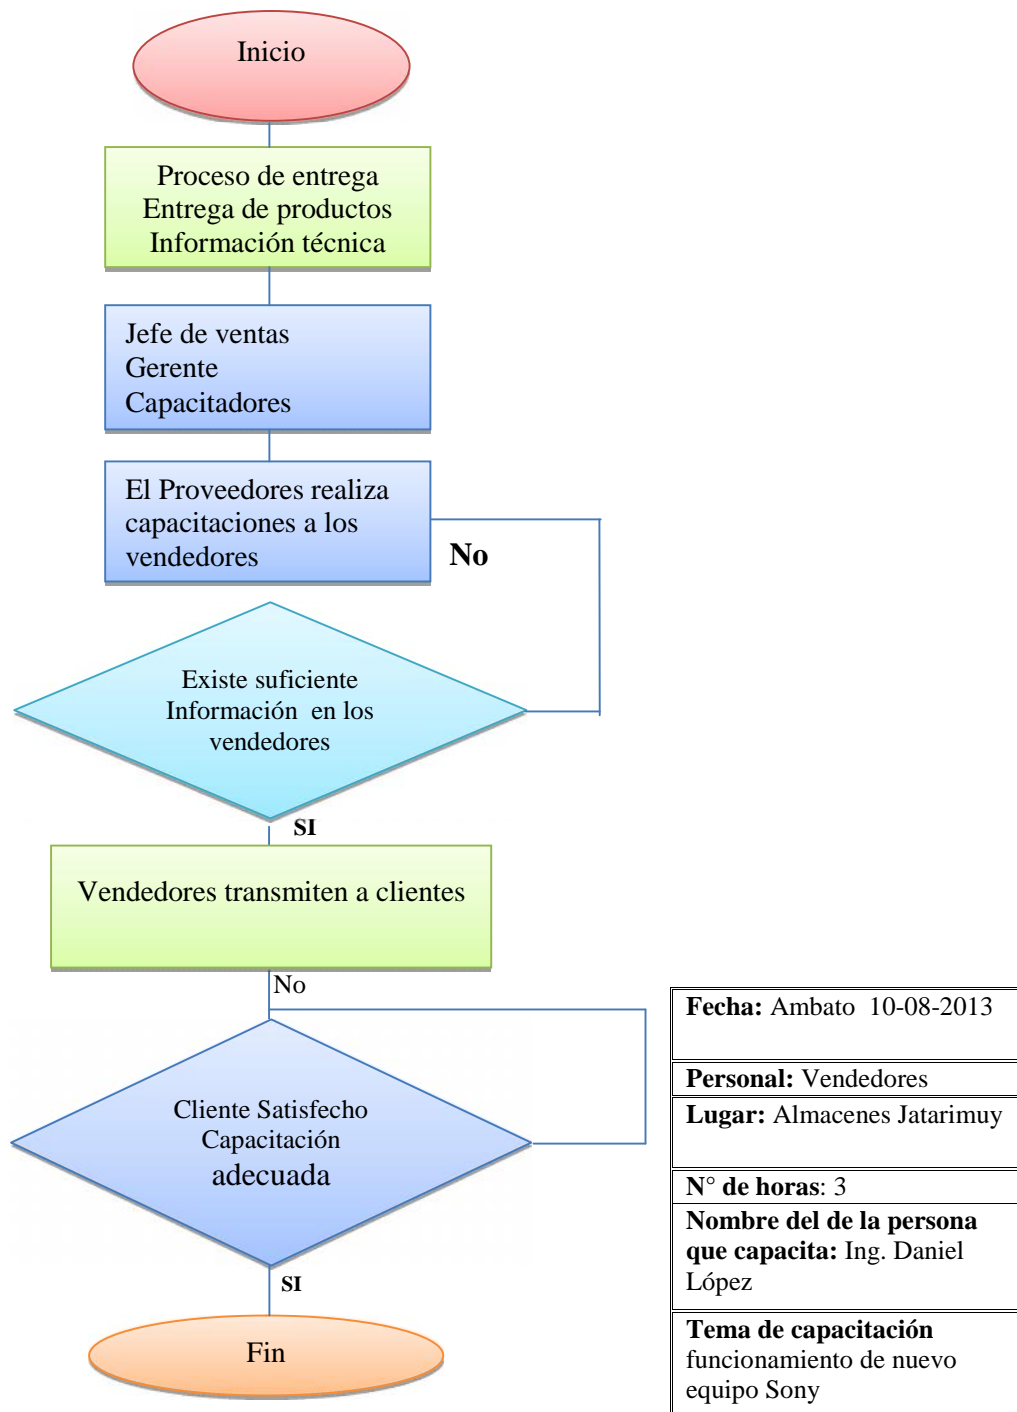 Inicio
Proceso de entrega
Entrega de productos
Información técnica
Jefe de ventas
Gerente
Capacitadores
El Proveedores realiza
capacitaciones a los
vendedores
No
Existe suficiente
Información en los
vendedores
SI
Vendedores transmiten a clientes
No
Cliente Satisfecho
Capacitación
adecuada
SI
Fin
Fecha: Ambato 10-08-2013
Personal: Vendedores
Lugar: Almacenes Jatarimuy
N° de horas: 3
Nombre del de la persona
que capacita: Ing. Daniel
López
Tema de capacitación
funcionamiento de nuevo
equipo Sony